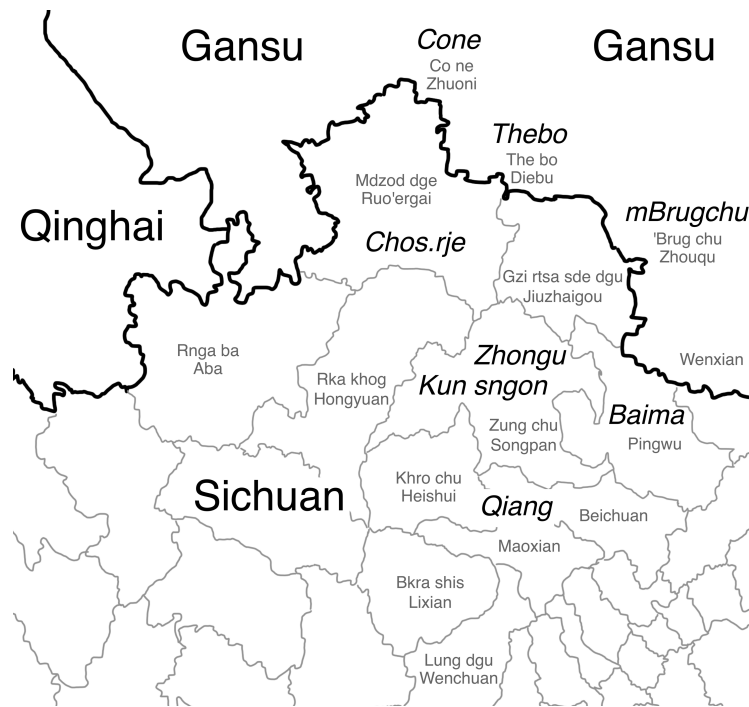 Cone
Gansu
Gansu
Co ne
Zhuoni
Thebo
The bo
Diebu
Mdzod dge
Ruo'ergai
mBrugchu
Qinghai
'Brug chu
Zhouqu
Chos.rje
Gzi rtsa sde dgu
Jiuzhaigou
Rnga ba
Aba
Zhongu
Wenxian
Rka khog
Hongyuan
Kun sngon
Baima
Zung chu
Songpan
Pingwu
Khro chu
Heishui
Sichuan
Qiang
Beichuan
Maoxian
Bkra shis
Lixian
Lung dgu
Wenchuan